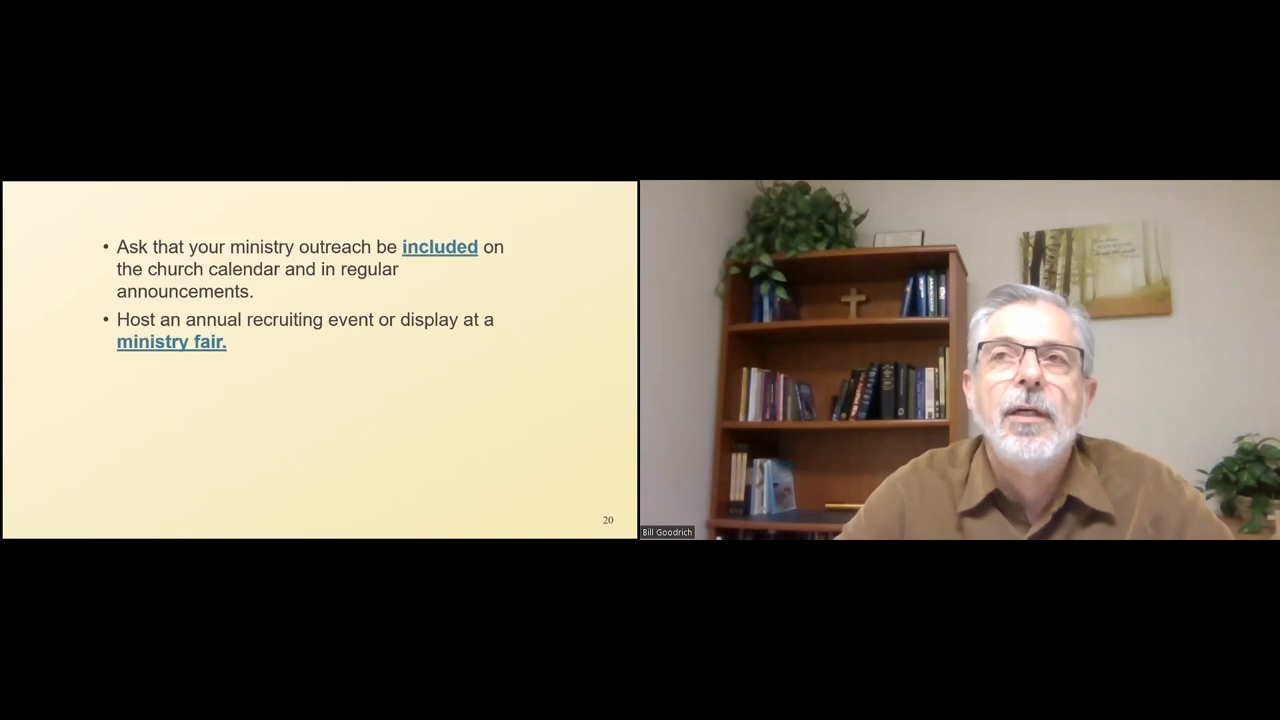 • Ask that your ministry outreach be included on
the church calendar and in regular
announcements.
• Host an annual recruiting event or display at a
ministry fair.
20
Bill Goodrich